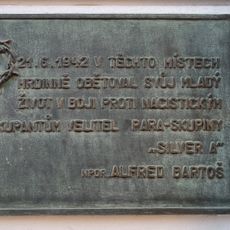 21.6.1942 V TĚCHTO MÍSTECH
HRDINNĚ OBĚTOVAL SVŮJ MLADÝ
ŽIVOT V BOJI PROTI NACISTICKÝM
OKUPANTŮM VELITEL PARA-SKUPINY
„SILVER A"
NPOR. ALFRED BARTOŠ